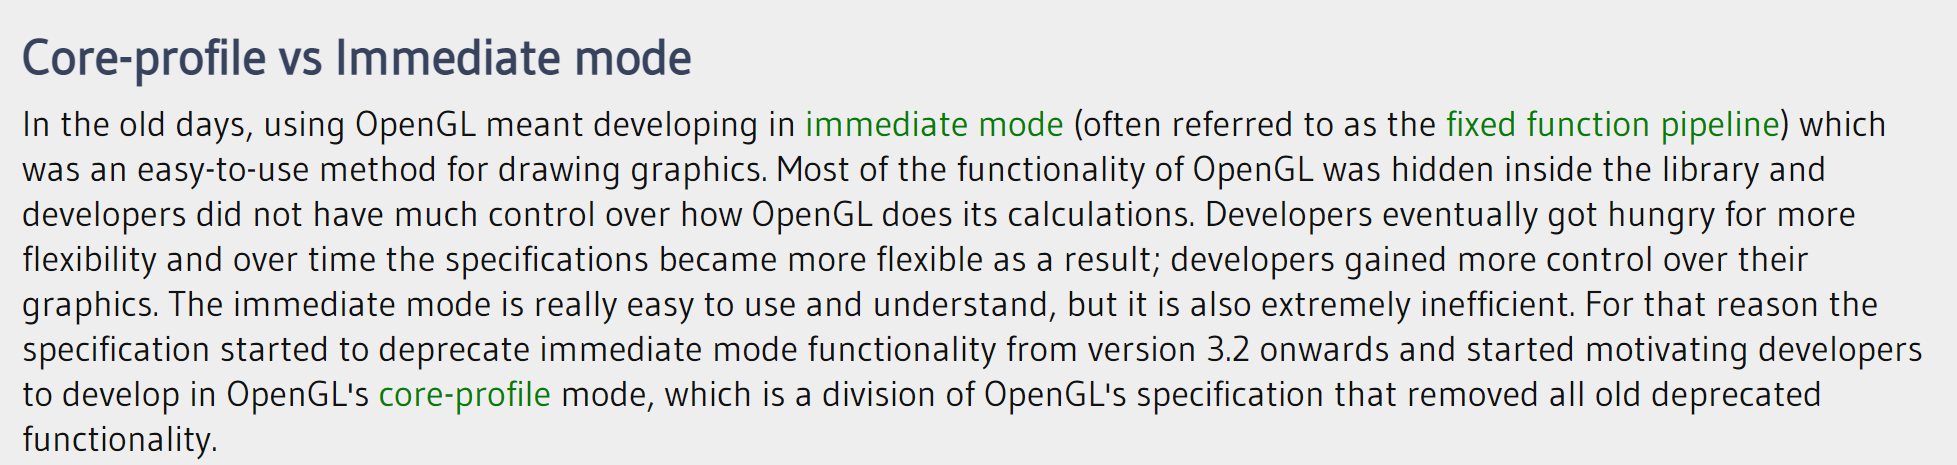 Core-profile vs Immediate mode
In the old days, using OpenGL meant developing in immediate mode (often referred to as the fixed function pipeline) which
was an easy-to-use method for drawing graphics. Most of the functionality of OpenGL was hidden inside the library and
developers did not have much control over how OpenGL does its calculations. Developers eventually got hungry for more
flexibility and over time the specifications became more flexible as a result; developers gained more control over their
graphics. The immediate mode is really easy to use and understand, but it is also extremely inefficient. For that reason the
specification started to deprecate immediate mode functionality from version 3.2 onwards and started motivating developers
to develop in OpenGL's core-profile mode, which is a division of OpenGL's specification that removed all old deprecated
functionality.